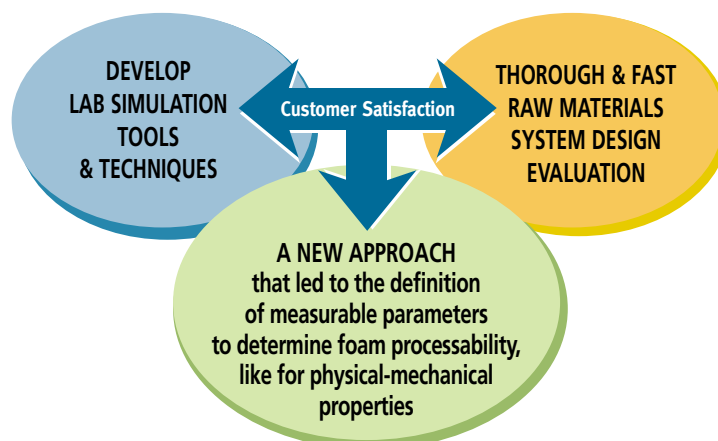 DEVELOP
LAB SIMULATION
TOOLS
& TECHNIQUES
Customer Satisfaction
THOROUGH & FAST
RAW MATERIALS
SYSTEM DESIGN
EVALUATION
A NEW APPROACH
that led to the definition
of measurable parameters
to determine foam processability,
like for physical-mechanical
properties